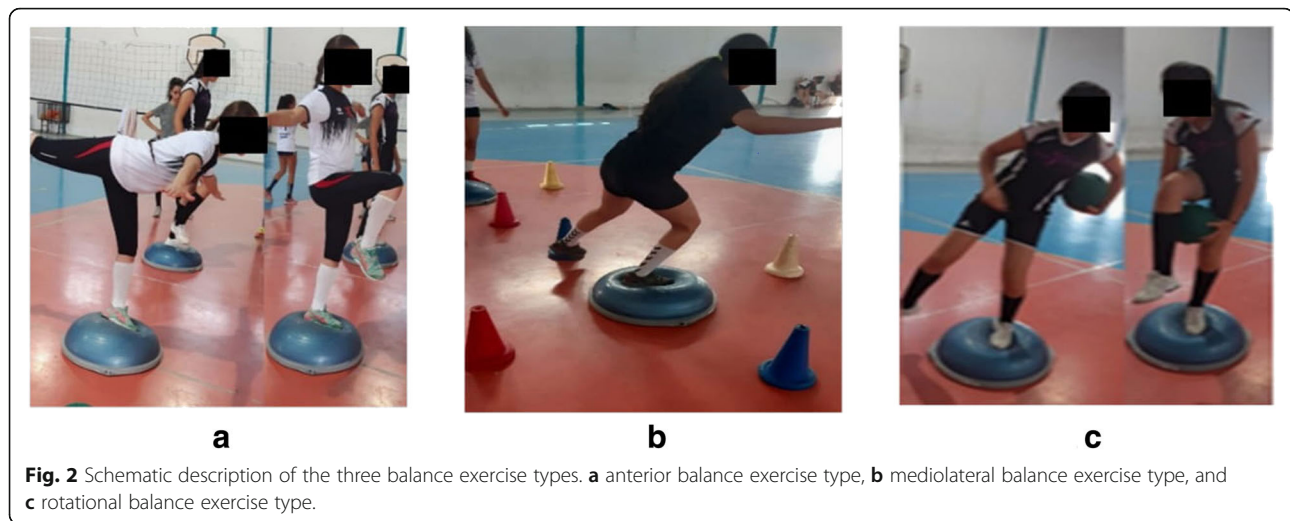 a
b
c
Fig. 2 Schematic description of the three balance exercise types. a anterior balance exercise type, b mediolateral balance exercise type, and
c rotational balance exercise type.